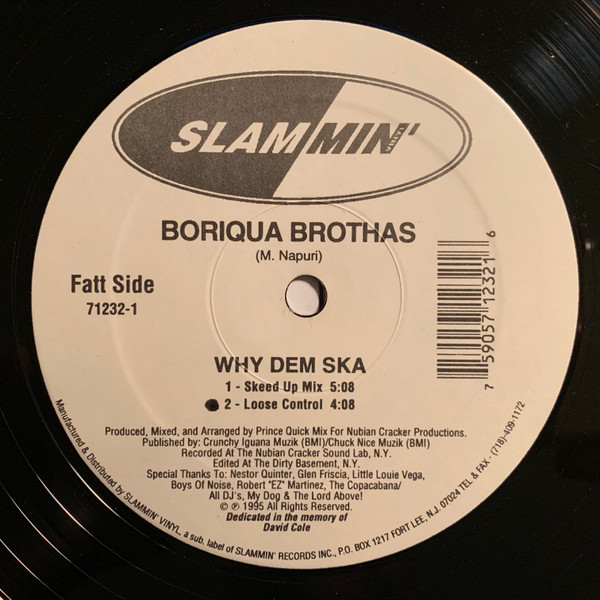 SLAMMIN' VINYL
BORIQUA BROTHAS
(M. Napuri)
Fatt Side
71232-1
7 59057 12321 6
WHY DEM SKA
1 - Skeed Up Mix 5:08
2 - Loose Control 4:08
Produced, Mixed, and Arranged by Prince Quick Mix For Nubian Cracker Productions.
Published by: Crunchy Iguana Muzik (BMI)/Chuck Nice Muzik (BMI)
Recorded At The Nubian Cracker Sound Lab, N.Y.
Edited At The Dirty Basement, N.Y.
Special Thanks To: Nestor Quinter, Glen Friscia, Little Louie Vega,
Boys Of Noise, Robert "EZ" Martinez, The Copacabana/
All DJ's, My Dog & The Lord Above!
© ℗ 1995 All Rights Reserved.
Dedicated in the memory of
David Cole
Manufactured & Distributed by SLAMMIN' VINYL, a sub. label of SLAMMIN' RECORDS INC., P.O. BOX 1217 FORT LEE, N.J. 07024 TEL & FAX - (718)-409-1172